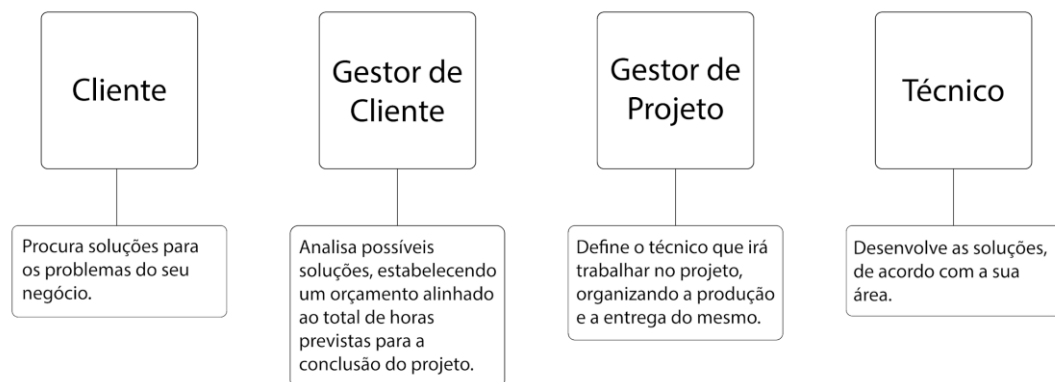 Cliente
Procura soluções para
os problemas do seu
negócio.
Gestor de
Cliente
Analisa possíveis
soluções, estabelecendo
um orçamento alinhado
ao total de horas
previstas para a
conclusão do projeto.
Gestor de
Projeto
Define o técnico que irá
trabalhar no projeto,
organizando a produção
e a entrega do mesmo.
Técnico
Desenvolve as soluções,
de acordo com a sua
área.